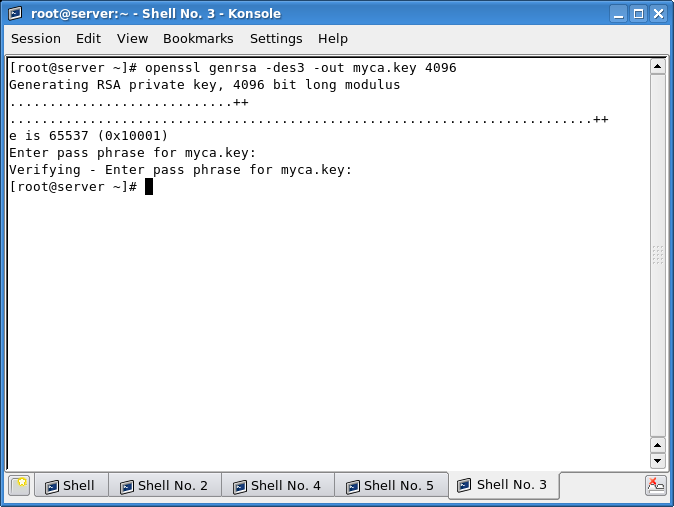 root@server:~ - Shell No. 3 - Konsole
Session Edit View Bookmarks Settings Help
[root@server ~]# openssl genrsa -des3 -out myca.key 4096
Generating RSA private key, 4096 bit long modulus
............................++
.........................................................................++
e is 65537 (0x10001)
Enter pass phrase for myca.key:
Verifying - Enter pass phrase for myca.key:
[root@server ~]#
Shell Shell No. 2 Shell No. 4 Shell No. 5 Shell No. 3